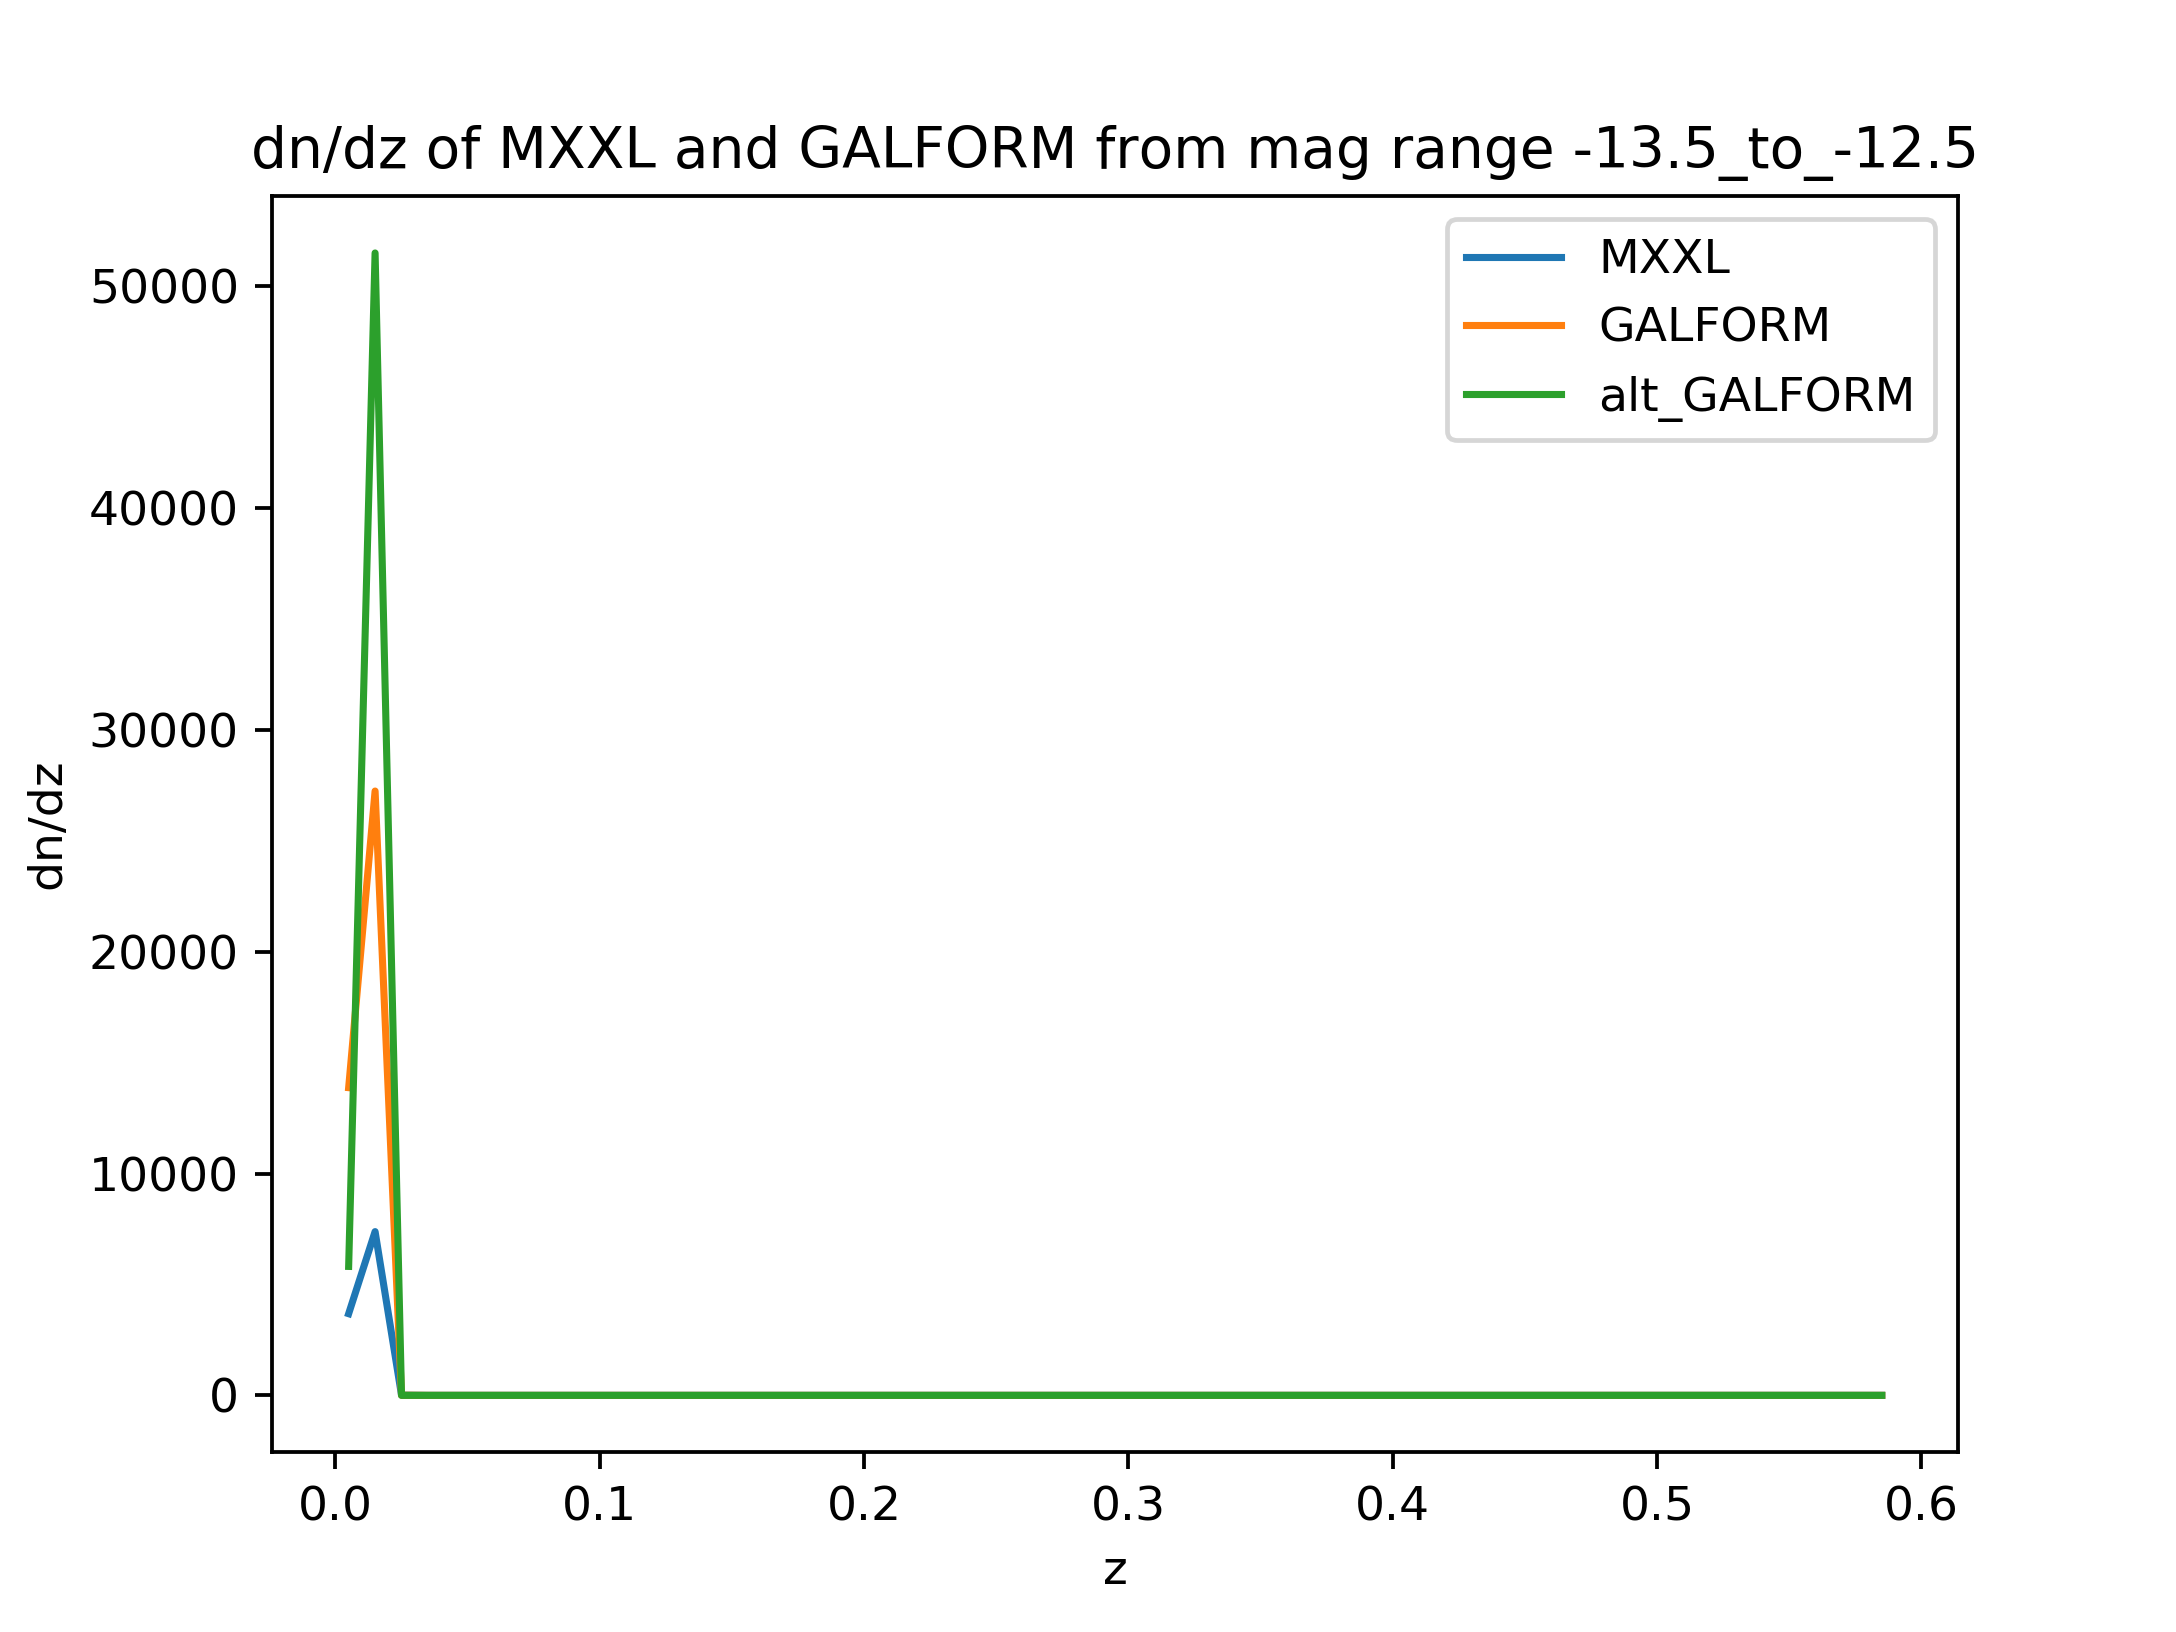 dn/dz of MXXL and GALFORM from mag range -13.5_to_-12.5
MXXL
GALFORM
alt_GALFORM
50000
40000
30000
20000
10000
0
dn/dz
0.0 0.1 0.2 0.3 0.4 0.5 0.6
z